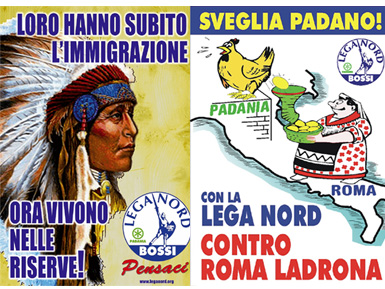 LORO HANNO SUBITO
L'IMMIGRAZIONE
ORA VIVONO
NELLE
RISERVE!
LEGA NORD
PADANIA
BOSSI
Pensaci
www.leganord.org
SVEGLIA PADANO!
LEGA NORD
BOSSI
PADANIA
ROMA
CON LA
LEGA NORD
CONTRO
ROMA LADRONA